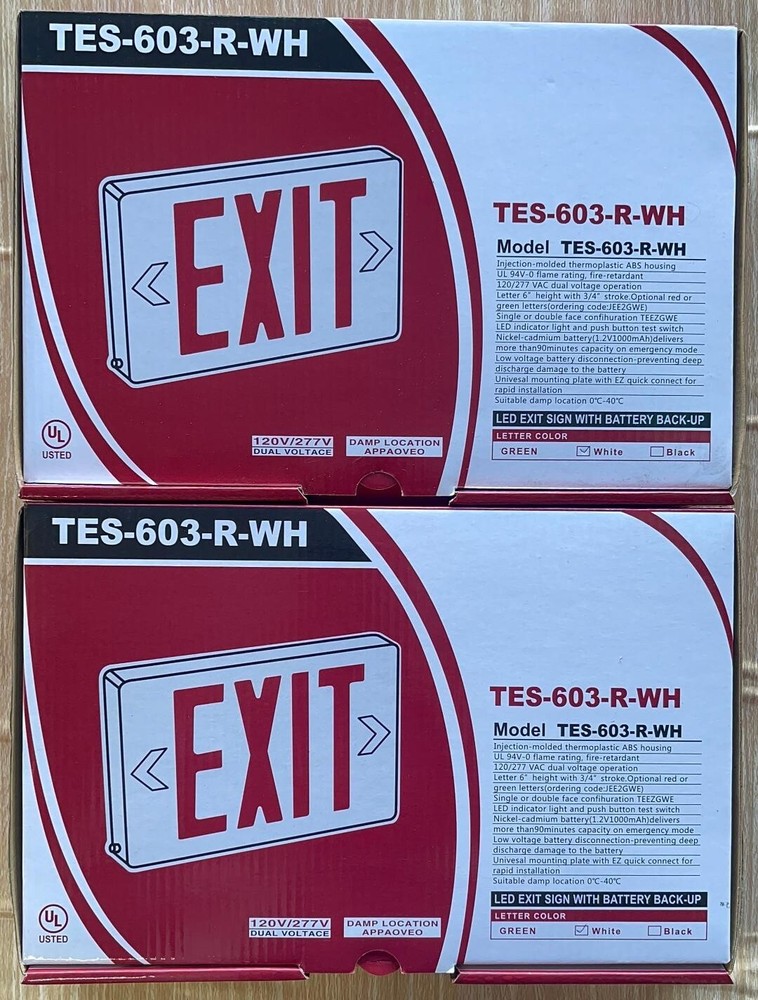 TES-603-R-WH
EXIT
TES-603-R-WH
Model TES-603-R-WH
Injection-molded thermoplastic ABS housing
UL 94V-0 flame rating, fire-retardant
120/277 VAC dual voltage operation
Letter 6" height with 3/4" stroke.Optional red or
green letters(ordering code:JEE2GWE)
Single or double face confihuration TEEZGWE
LED indicator light and push button test switch
Nickel-cadmium battery(1.2V1000mAh)delivers
more than90minutes capacity on emergency mode
Low voltage battery disconnection-preventing deep
discharge damage to the battery
Univesal mounting plate with EZ quick connect for
rapid installation
Suitable damp location 0℃-40℃
LED EXIT SIGN WITH BATTERY BACK-UP
LETTER COLOR
GREEN White Black
UL
USTED
120V/277V
DUAL VOLTACE
DAMP LOCATION
APPAOVEO
TES-603-R-WH
EXIT
TES-603-R-WH
Model TES-603-R-WH
Injection-molded thermoplastic ABS housing
UL 94V-0 flame rating, fire-retardant
120/277 VAC dual voltage operation
Letter 6" height with 3/4" stroke.Optional red or
green letters(ordering code:JEE2GWE)
Single or double face confihuration TEEZGWE
LED indicator light and push button test switch
Nickel-cadmium battery(1.2V1000mAh)delivers
more than90minutes capacity on emergency mode
Low voltage battery disconnection-preventing deep
discharge damage to the battery
Univesal mounting plate with EZ quick connect for
rapid installation
Suitable damp location 0℃-40℃
LED EXIT SIGN WITH BATTERY BACK-UP
LETTER COLOR
GREEN White Black
UL
USTED
120V/277V
DUAL VOLTACE
DAMP LOCATION
APPAOVEO